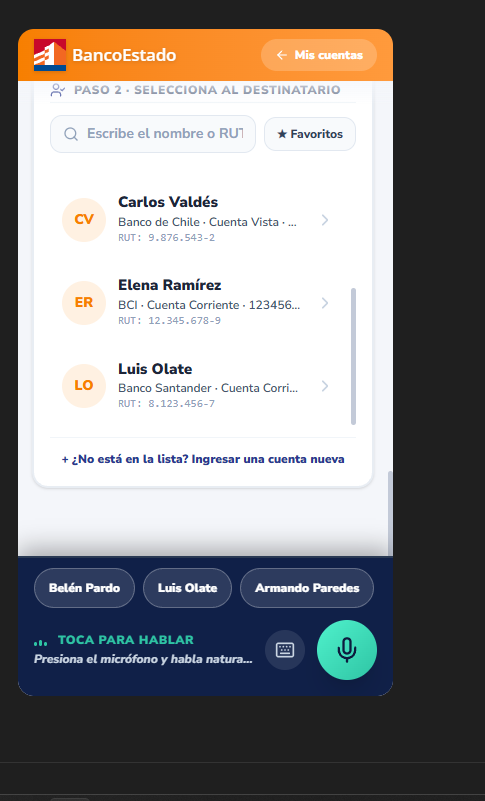 BancoEstado
← Mis cuentas
PASO 2 · SELECCIONA AL DESTINATARIO
Escribe el nombre o RUT
★ Favoritos
CV
Carlos Valdés
Banco de Chile · Cuenta Vista · ...
RUT: 9.876.543-2
ER
Elena Ramírez
BCI · Cuenta Corriente · 123456...
RUT: 12.345.678-9
LO
Luis Olate
Banco Santander · Cuenta Corri...
RUT: 8.123.456-7
+ ¿No está en la lista? Ingresar una cuenta nueva
Belén Pardo
Luis Olate
Armando Paredes
TOCA PARA HABLAR
Presiona el micrófono y habla natura...